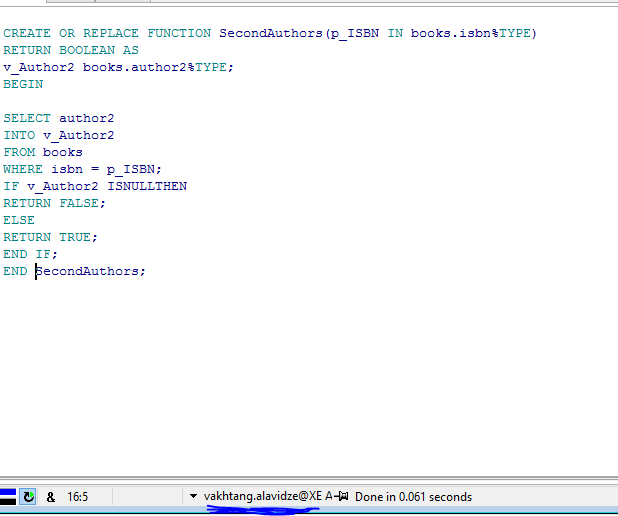 CREATE OR REPLACE FUNCTION SecondAuthors(p_ISBN IN books.isbn%TYPE)
RETURN BOOLEAN AS
v_Author2 books.author2%TYPE;
BEGIN
SELECT author2
INTO v_Author2
FROM books
WHERE isbn = p_ISBN;
IF v_Author2 ISNULLTHEN
RETURN FALSE;
ELSE
RETURN TRUE;
END IF;
END SecondAuthors;
& 16:5 vakhtang.alavidze@XE A Done in 0.061 seconds